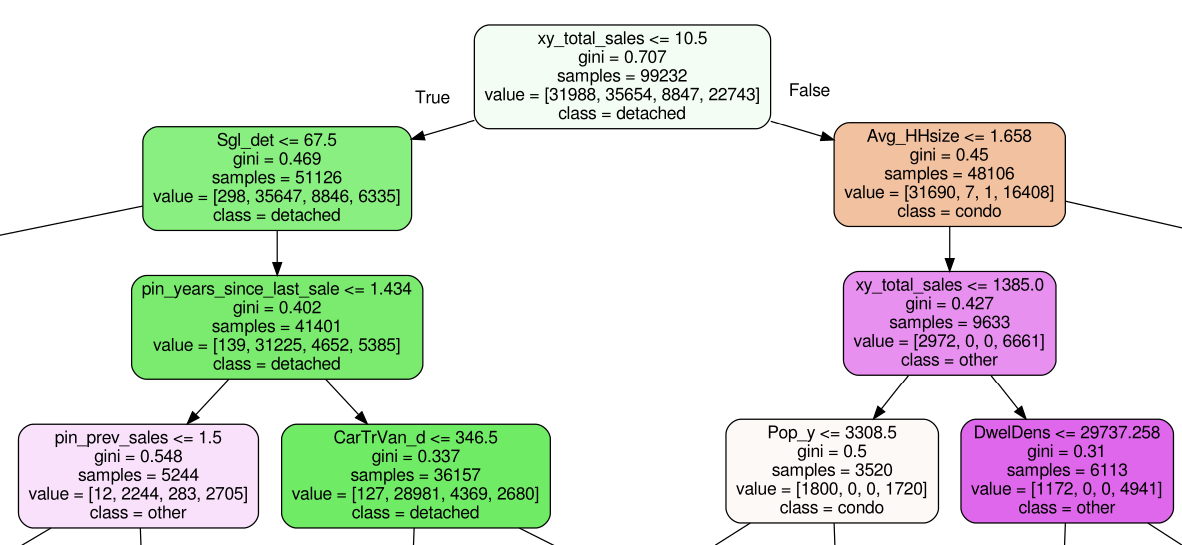 xy_total_sales <= 10.5
gini = 0.707
samples = 99232
value = [31988, 35654, 8847, 22743]
class = detached
True
False
Sgl_det <= 67.5
gini = 0.469
samples = 51126
value = [298, 35647, 8846, 6335]
class = detached
Avg_HHsize <= 1.658
gini = 0.45
samples = 48106
value = [31690, 7, 1, 16408]
class = condo
pin_years_since_last_sale <= 1.434
gini = 0.402
samples = 41401
value = [139, 31225, 4652, 5385]
class = detached
xy_total_sales <= 1385.0
gini = 0.427
samples = 9633
value = [2972, 0, 0, 6661]
class = other
pin_prev_sales <= 1.5
gini = 0.548
samples = 5244
value = [12, 2244, 283, 2705]
class = other
CarTrVan_d <= 346.5
gini = 0.337
samples = 36157
value = [127, 28981, 4369, 2680]
class = detached
Pop_y <= 3308.5
gini = 0.5
samples = 3520
value = [1800, 0, 0, 1720]
class = condo
DwelDens <= 29737.258
gini = 0.31
samples = 6113
value = [1172, 0, 0, 4941]
class = other